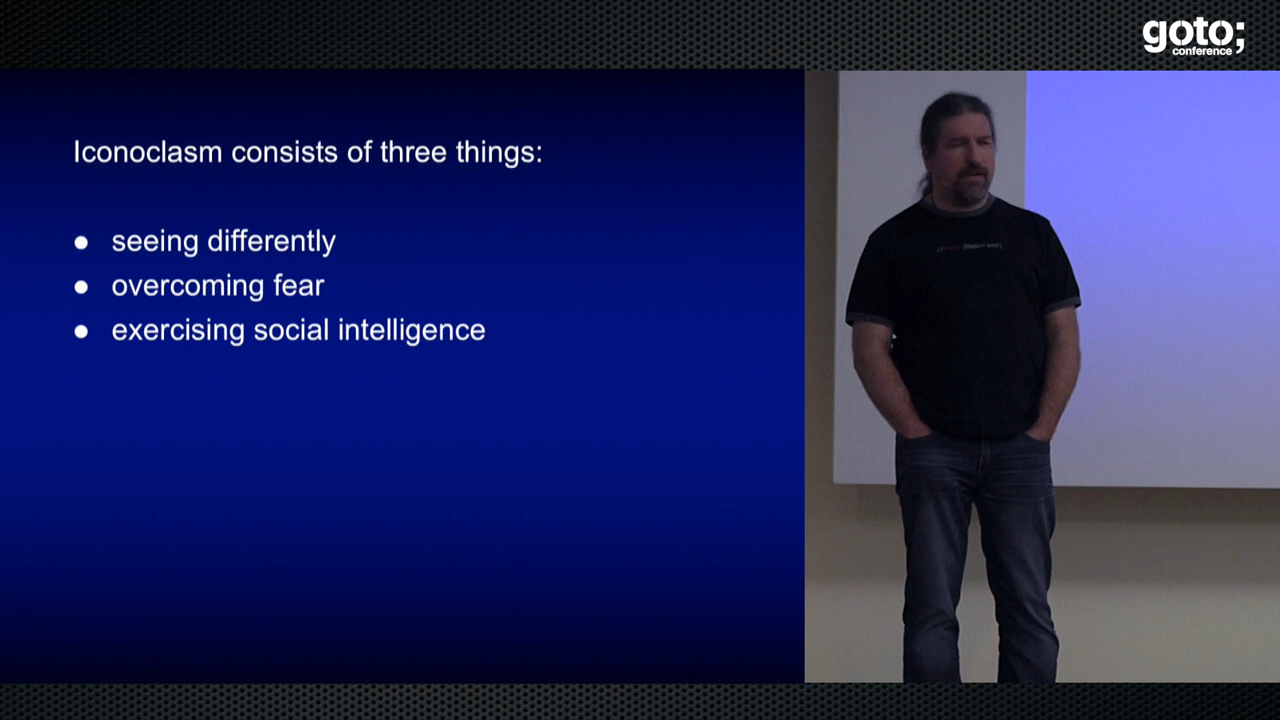 goto;
conference
Iconoclasm consists of three things:
● seeing differently
● overcoming fear
● exercising social intelligence